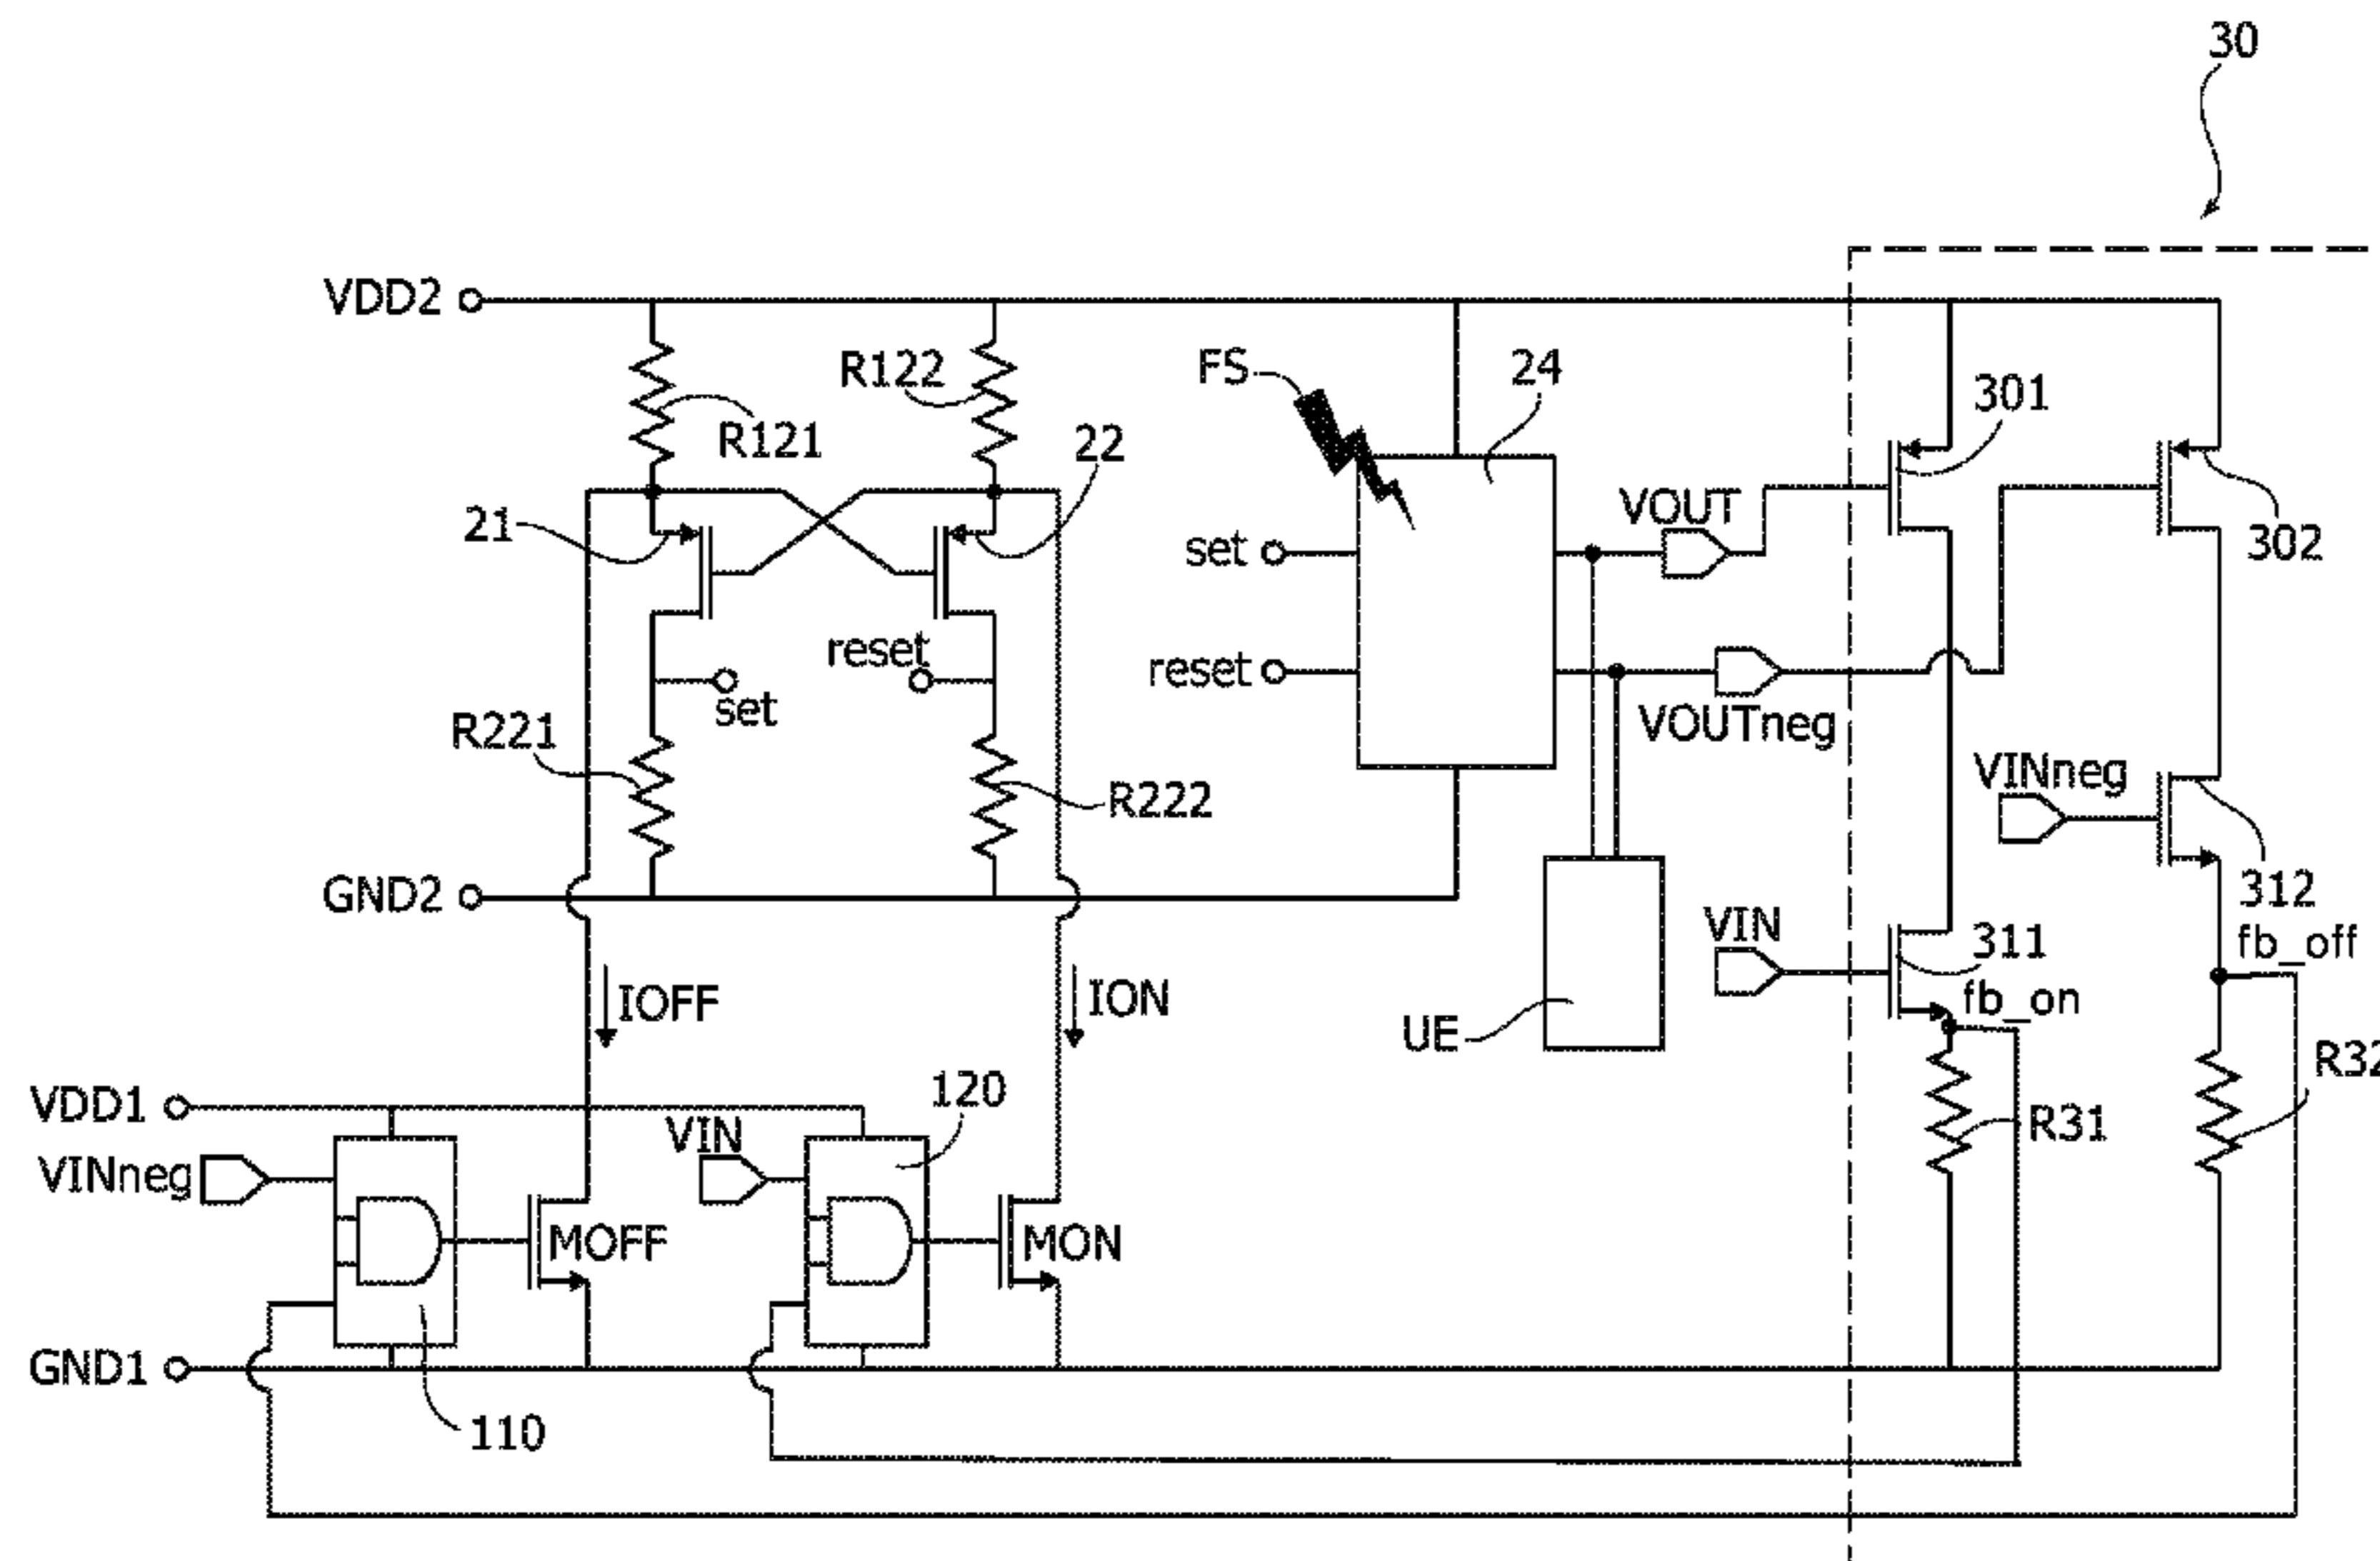 30
VDD2
R121
R122
21
22
set
reset
R221
R222
GND2
FS
24
set
reset
VOUT
VOUTneg
UE
301
302
VINneg
312
fb_off
VIN
311
fb_on
R31
R32
IOFF
ION
VDD1
VINneg
VIN
120
MOFF
MON
GND1
110